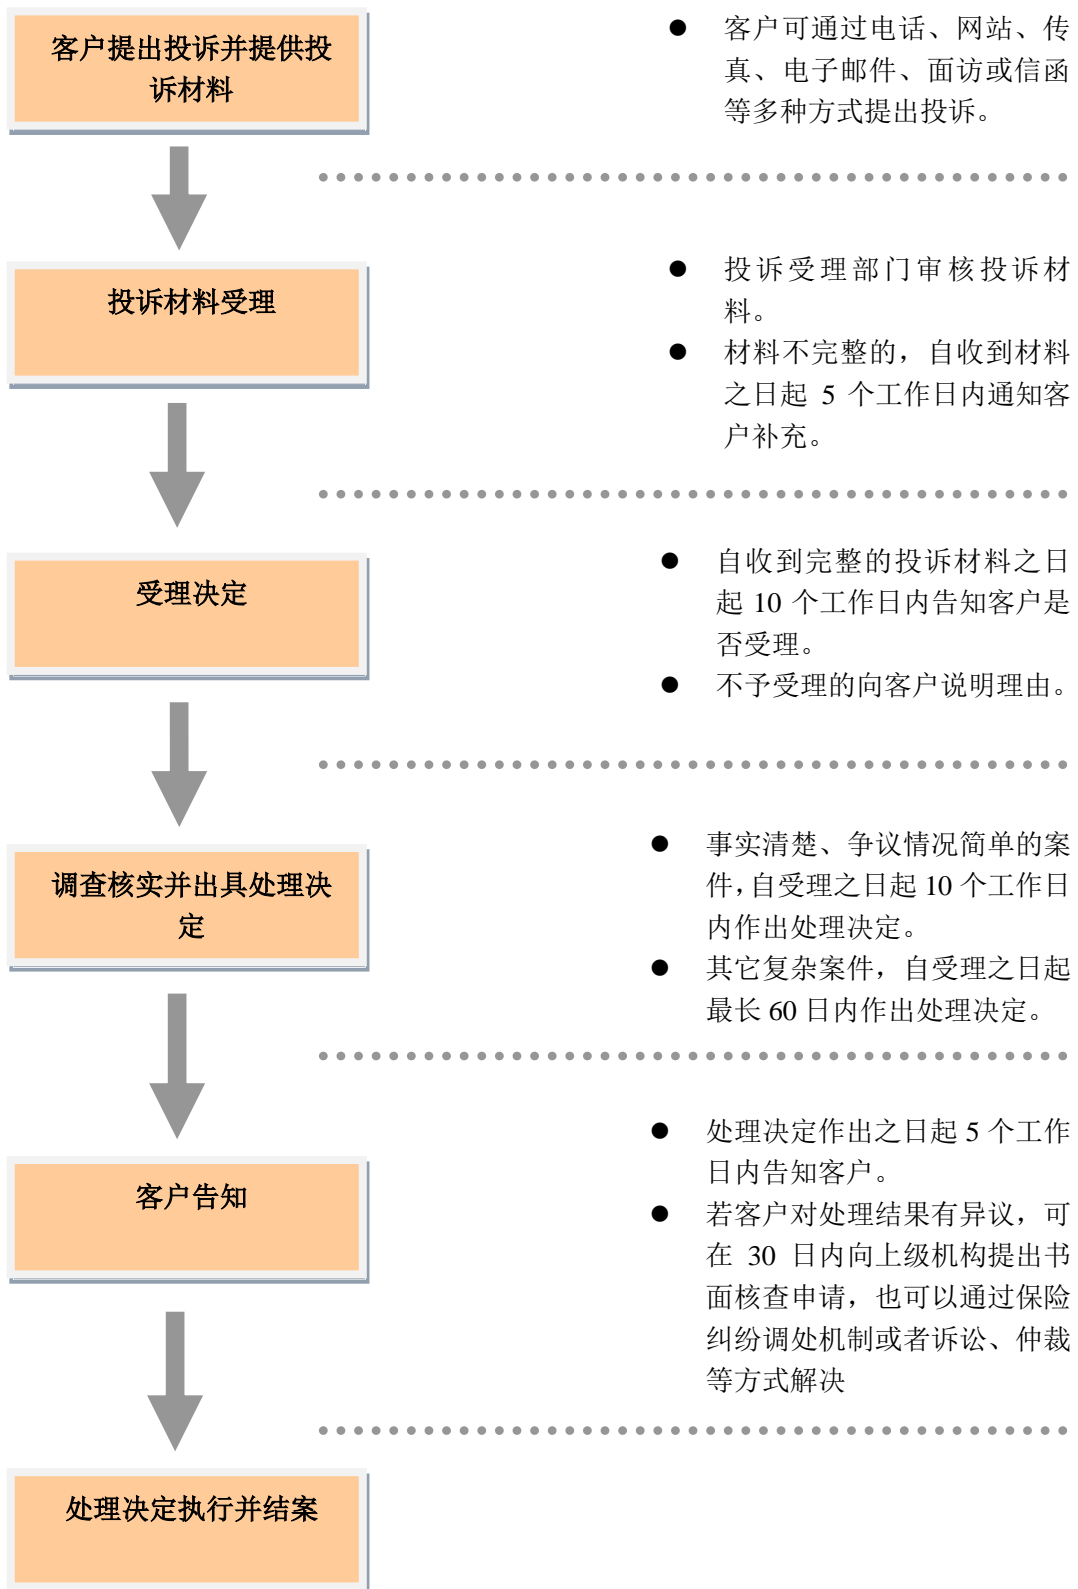 客户提出投诉并提供投
诉材料
● 客户可通过电话、网站、传
真、电子邮件、面访或信函
等多种方式提出投诉。
投诉材料受理
● 投诉受理部门审核投诉材
料。
● 材料不完整的，自收到材料
之日起 5 个工作日内通知客
户补充。
受理决定
● 自收到完整的投诉材料之日
起 10 个工作日内告知客户是
否受理。
● 不予受理的向客户说明理由。
调查核实并出具处理决
定
● 事实清楚、争议情况简单的案
件，自受理之日起 10 个工作日
内作出处理决定。
● 其它复杂案件，自受理之日起
最长 60 日内作出处理决定。
客户告知
● 处理决定作出之日起 5 个工作
日内告知客户。
● 若客户对处理结果有异议，可
在 30 日内向上级机构提出书
面核查申请，也可以通过保险
纠纷调处机制或者诉讼、仲裁
等方式解决
处理决定执行并结案